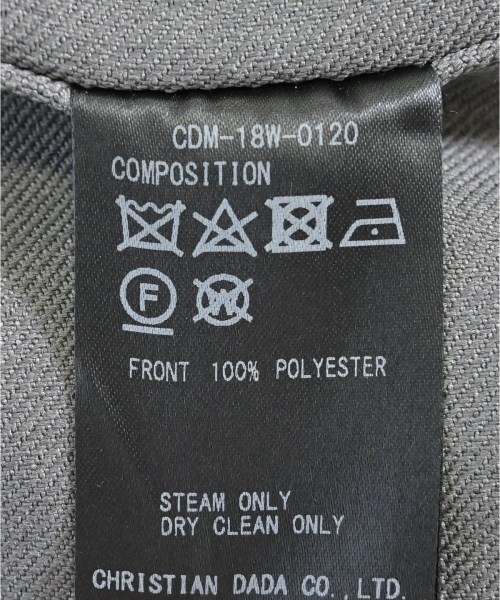 CDM-18W-0120
COMPOSITION
F W
FRONT 100% POLYESTER
STEAM ONLY
DRY CLEAN ONLY
CHRISTIAN DADA CO.,LTD.